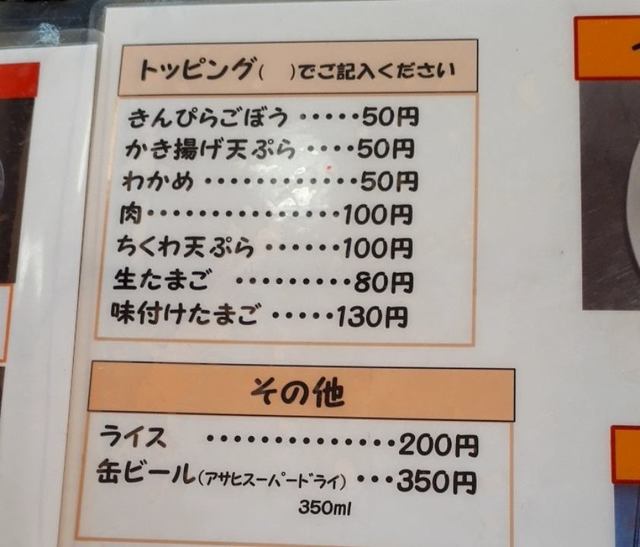 トッピング(　)でご記入ください
きんぴらごぼう・・・・・50円
かき揚げ天ぷら・・・・50円
わかめ・・・・・・・・・・・・50円
肉・・・・・・・・・・・・・・・100円
ちくわ天ぷら・・・・・・・100円
生たまご　・・・・・・・・・80円
味付けたまご・・・・・130円
その他
ライス　・・・・・・・・・・・・・・200円
缶ビール(アサヒスーパードライ)・・・350円
350ml